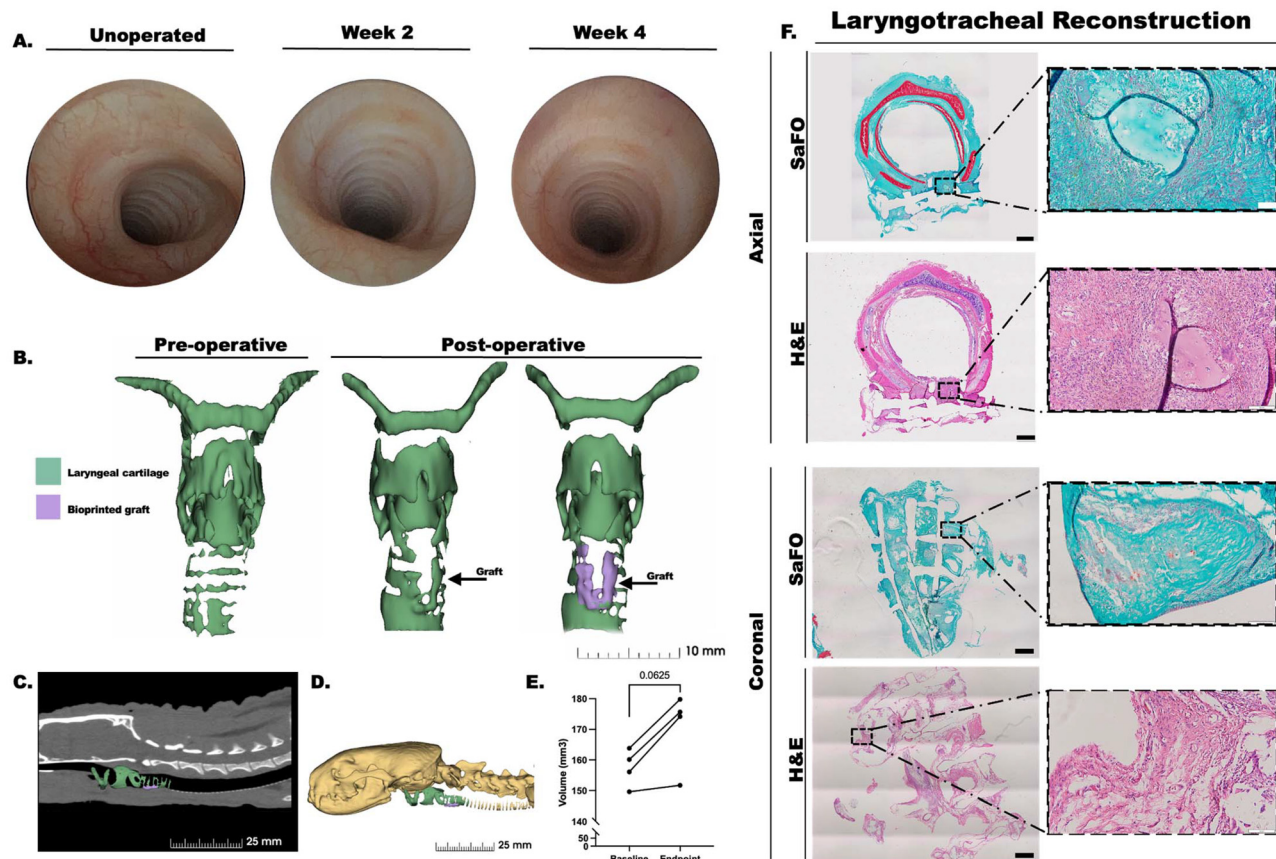 A.
Unoperated
Week 2
Week 4
B.
Pre-operative
Post-operative
Laryngeal cartilage
Bioprinted graft
Graft
Graft
10 mm
C.
25 mm
D.
25 mm
E.
0.0625
Volume (mm3)
180
170
160
150
140
50
0
Baseline
Endpoint
F.
Laryngotracheal Reconstruction
Axial
SaFO
H&E
Coronal
SaFO
H&E